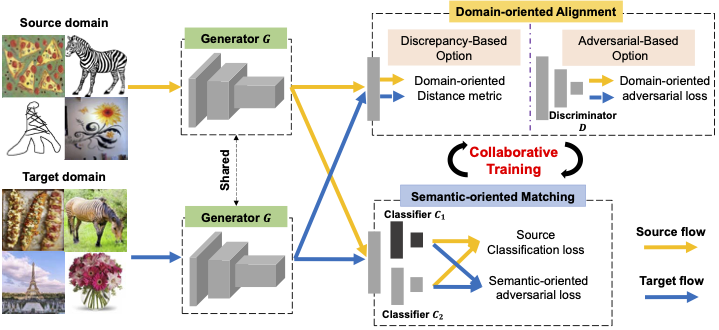 Source domain
Generator G
Domain-oriented Alignment
Discrepancy-Based
Option
Adversarial-Based
Option
Domain-oriented
Distance metric
Domain-oriented
adversarial loss
Discriminator
D
Shared
Collaborative
Training
Target domain
Generator G
Semantic-oriented Matching
Classifier C₁
Source
Classification loss
Semantic-oriented
adversarial loss
Classifier C₂
Source flow
Target flow